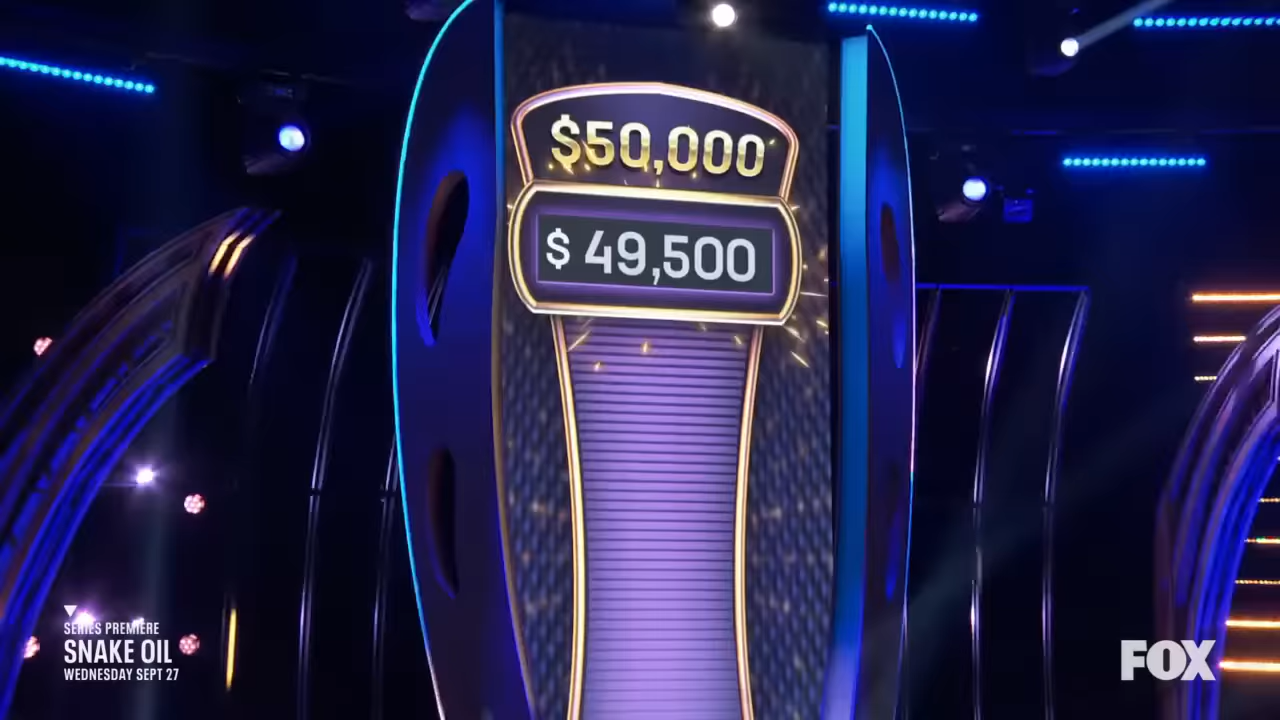 $50,000
$ 49,500
SERIES PREMIERE
SNAKE OIL
WEDNESDAY SEPT 27
FOX